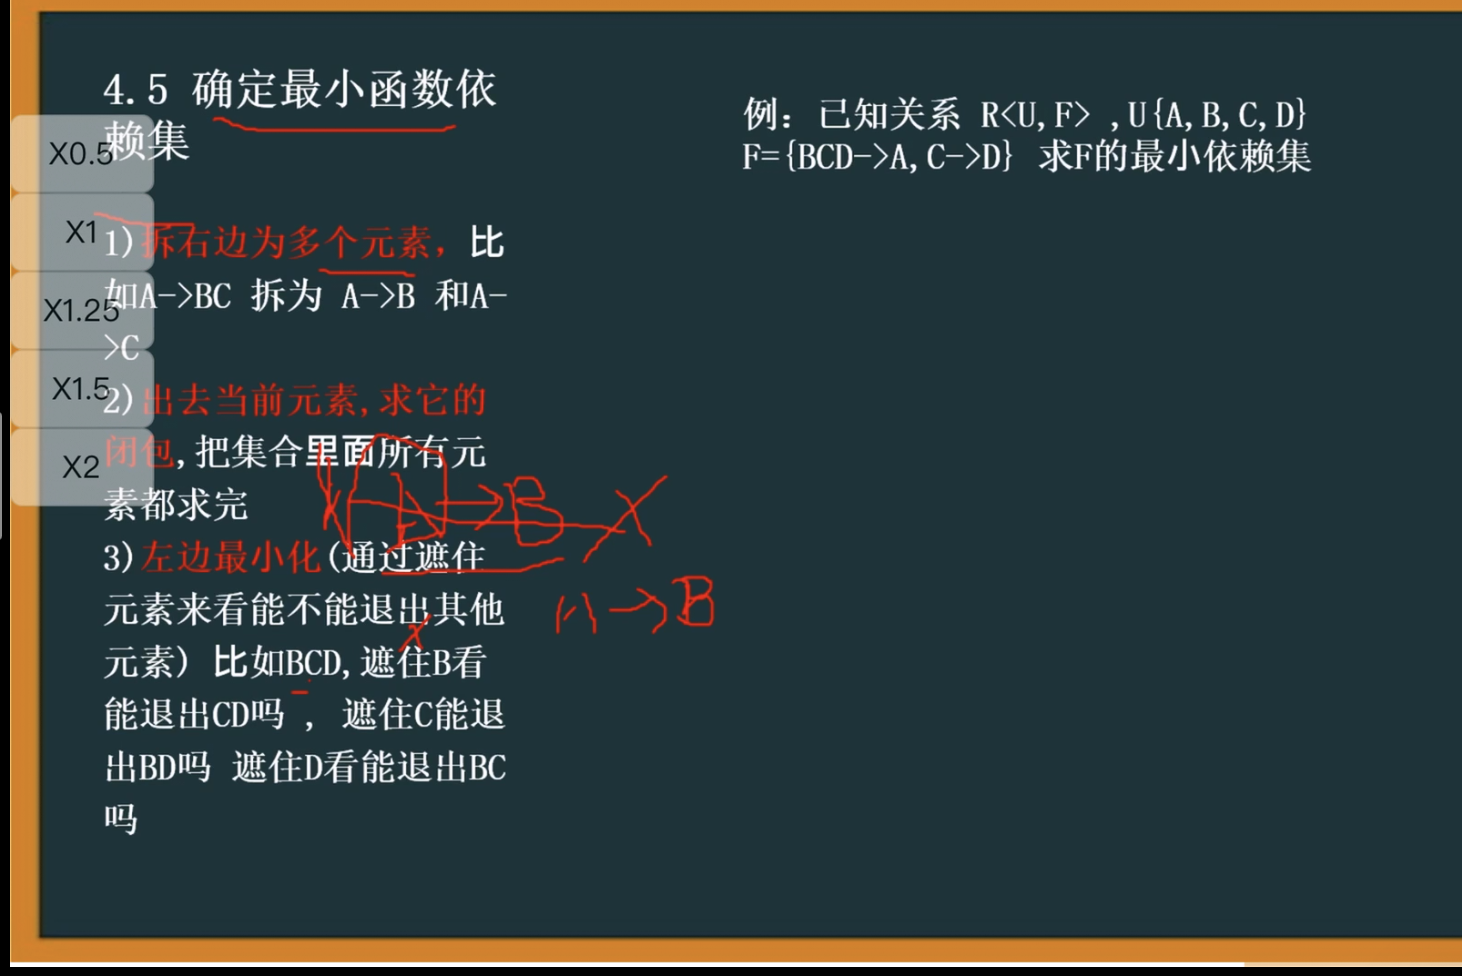 4.5 确定最小函数依
赖集
1)拆右边为多个元素，比
如A->BC 拆为 A->B 和A-
>C
2)出去当前元素,求它的
闭包,把集合里面所有元
素都求完
3)左边最小化(通过遮住
元素来看能不能退出其他
元素）比如BCD,遮住B看
能退出CD吗 , 遮住C能退
出BD吗 遮住D看能退出BC
吗
例：已知关系 R<U,F> ,U{A,B,C,D}
F={BCD->A,C->D} 求F的最小依赖集
X0.5
X1
X1.25
X1.5
X2
→B
→B